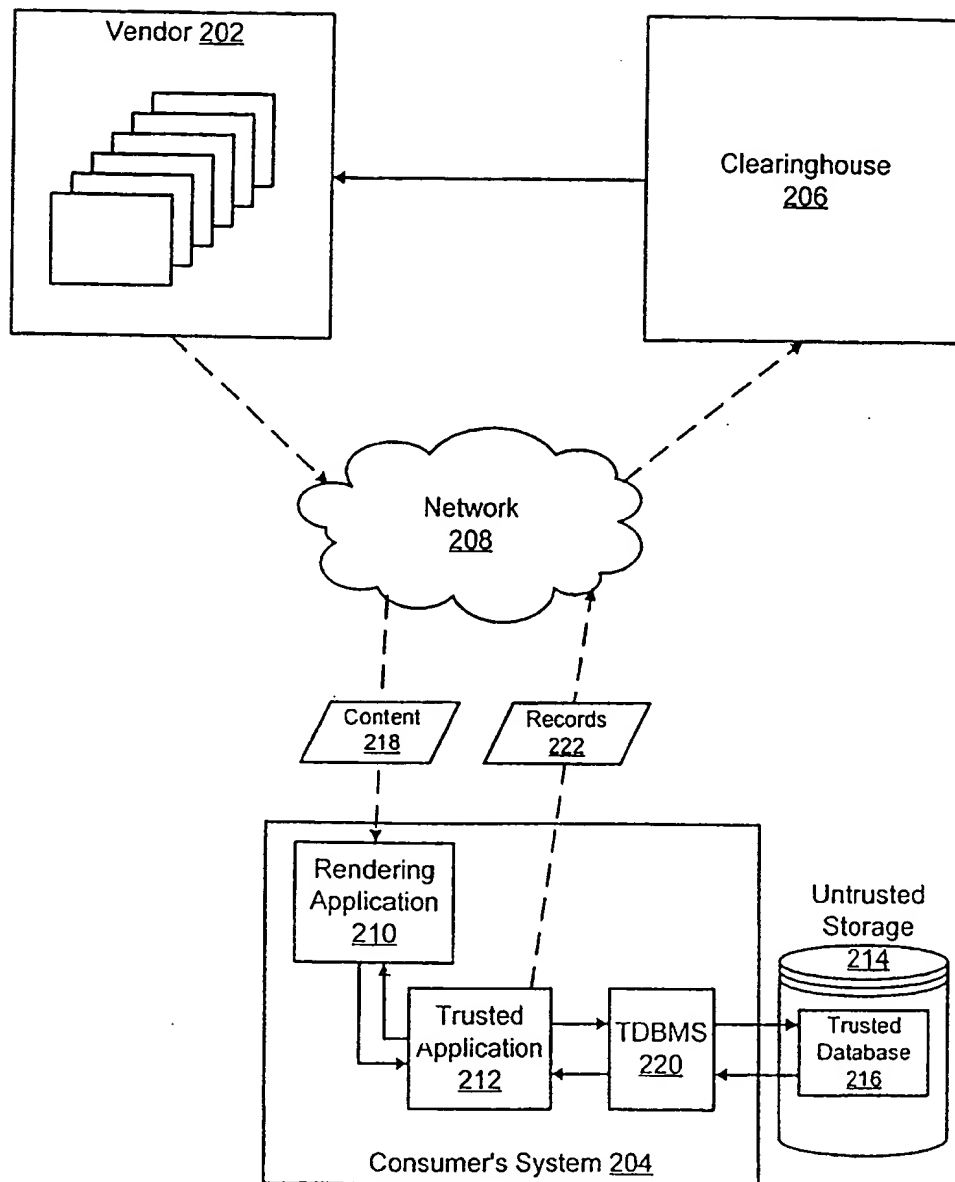 Vendor 202
Clearinghouse
206
Network
208
Content
218
Records
222
Rendering
Application
210
Trusted
Application
212
TDBMS
220
Untrusted
Storage
214
Trusted
Database
216
Consumer's System 204